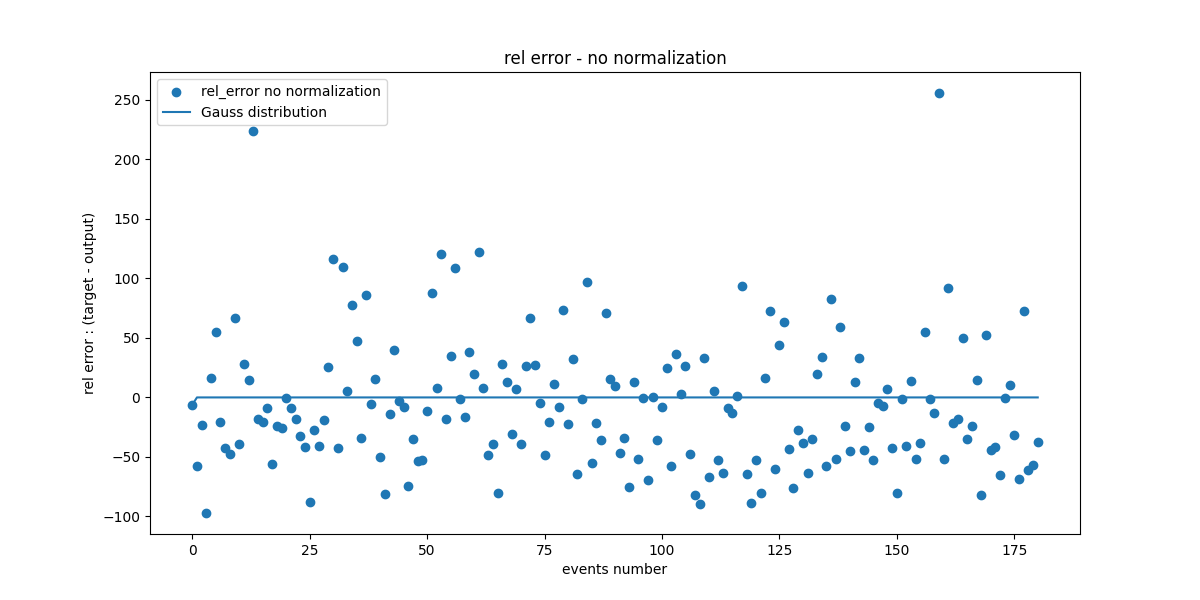 rel error - no normalization
rel_error no normalization
Gauss distribution
rel error : (target - output)
250
200
150
100
50
0
−50
−100
0 25 50 75 100 125 150 175
events number